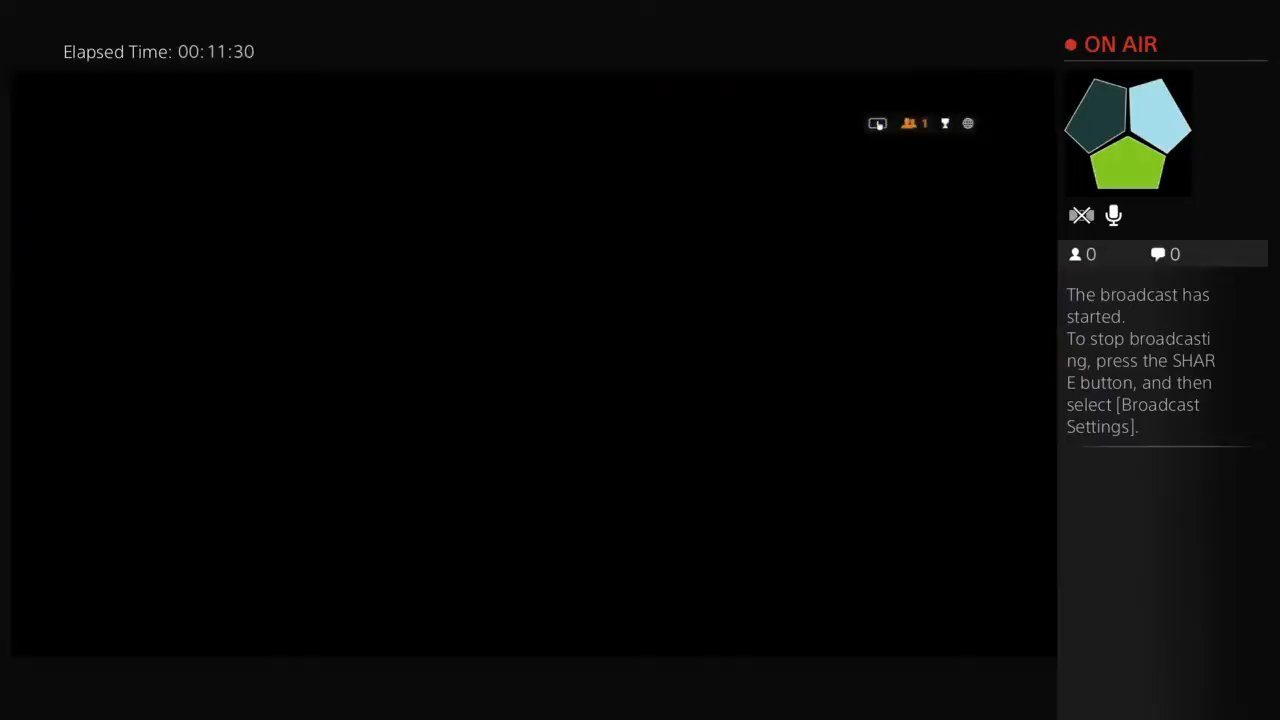 Elapsed Time: 00:11:30
ON AIR
1
0 0
The broadcast has
started.
To stop broadcasti
ng, press the SHAR
E button, and then
select [Broadcast
Settings].